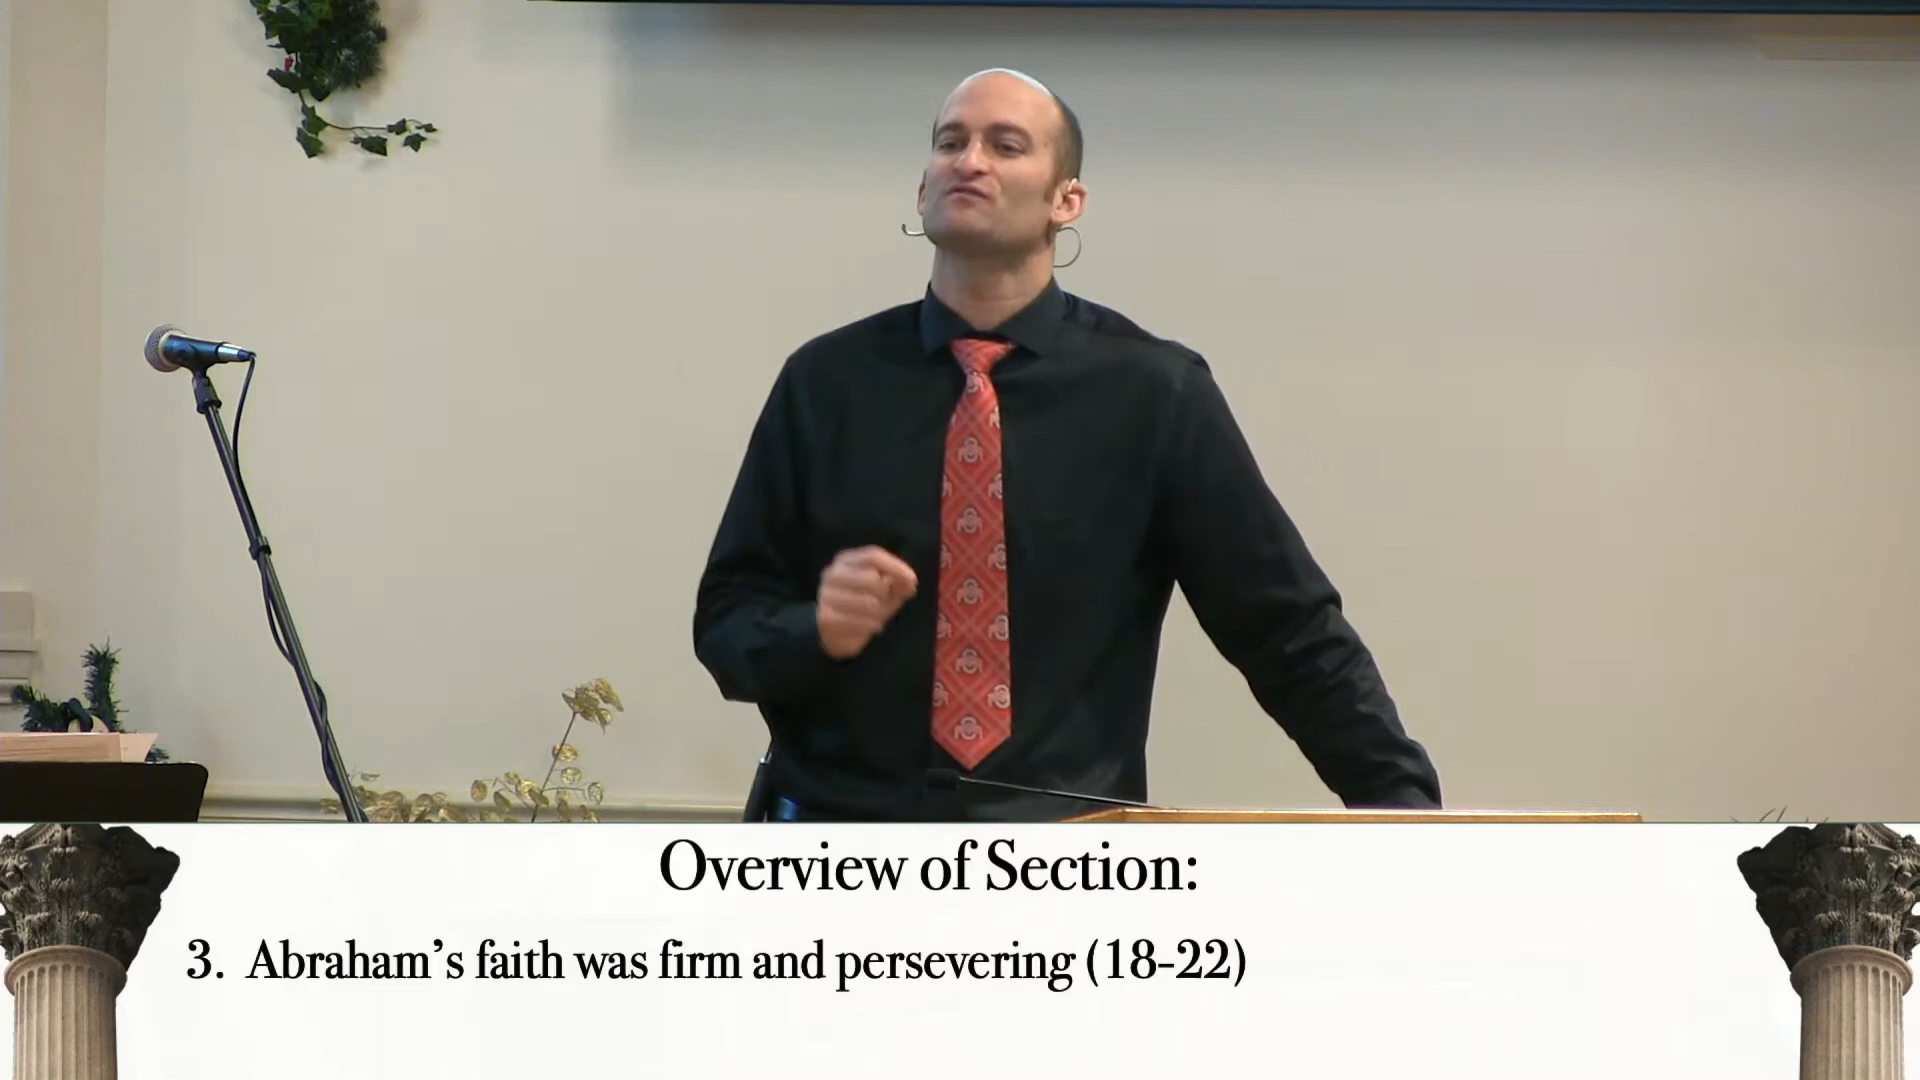 Overview of Section:
3. Abraham's faith was firm and persevering (18-22)